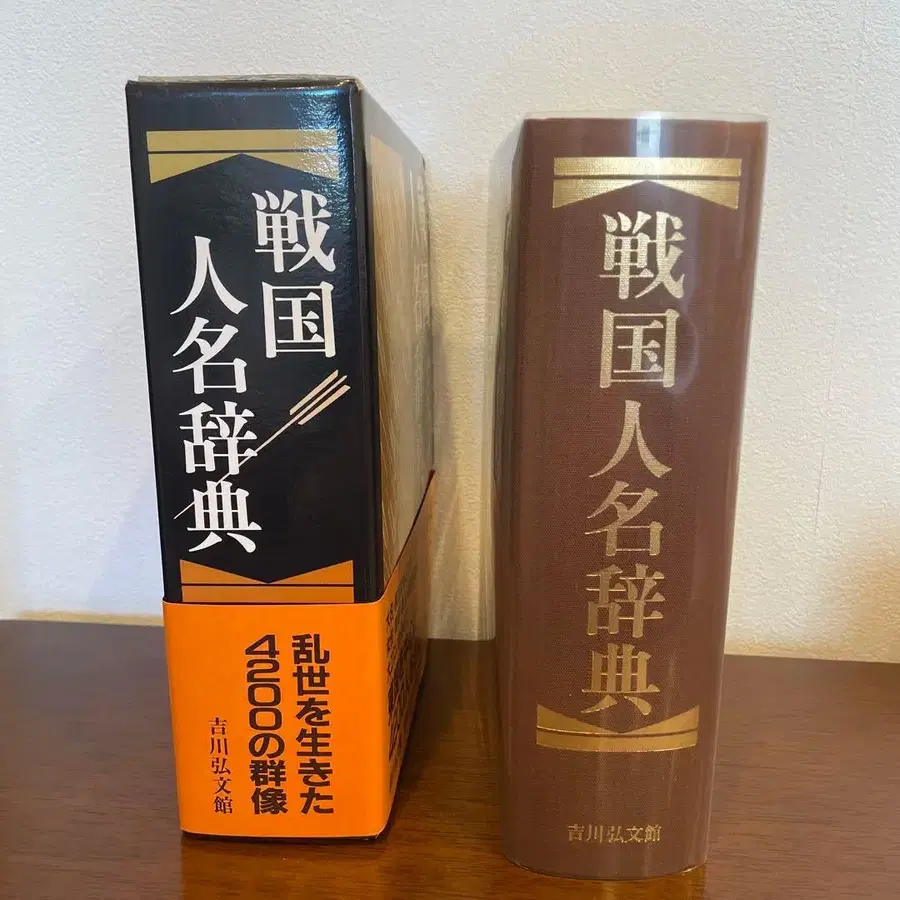 戦国
人名辞典
乱世を生きた
4200の群像
吉川弘文館
戦国人名辞典
吉川弘文館